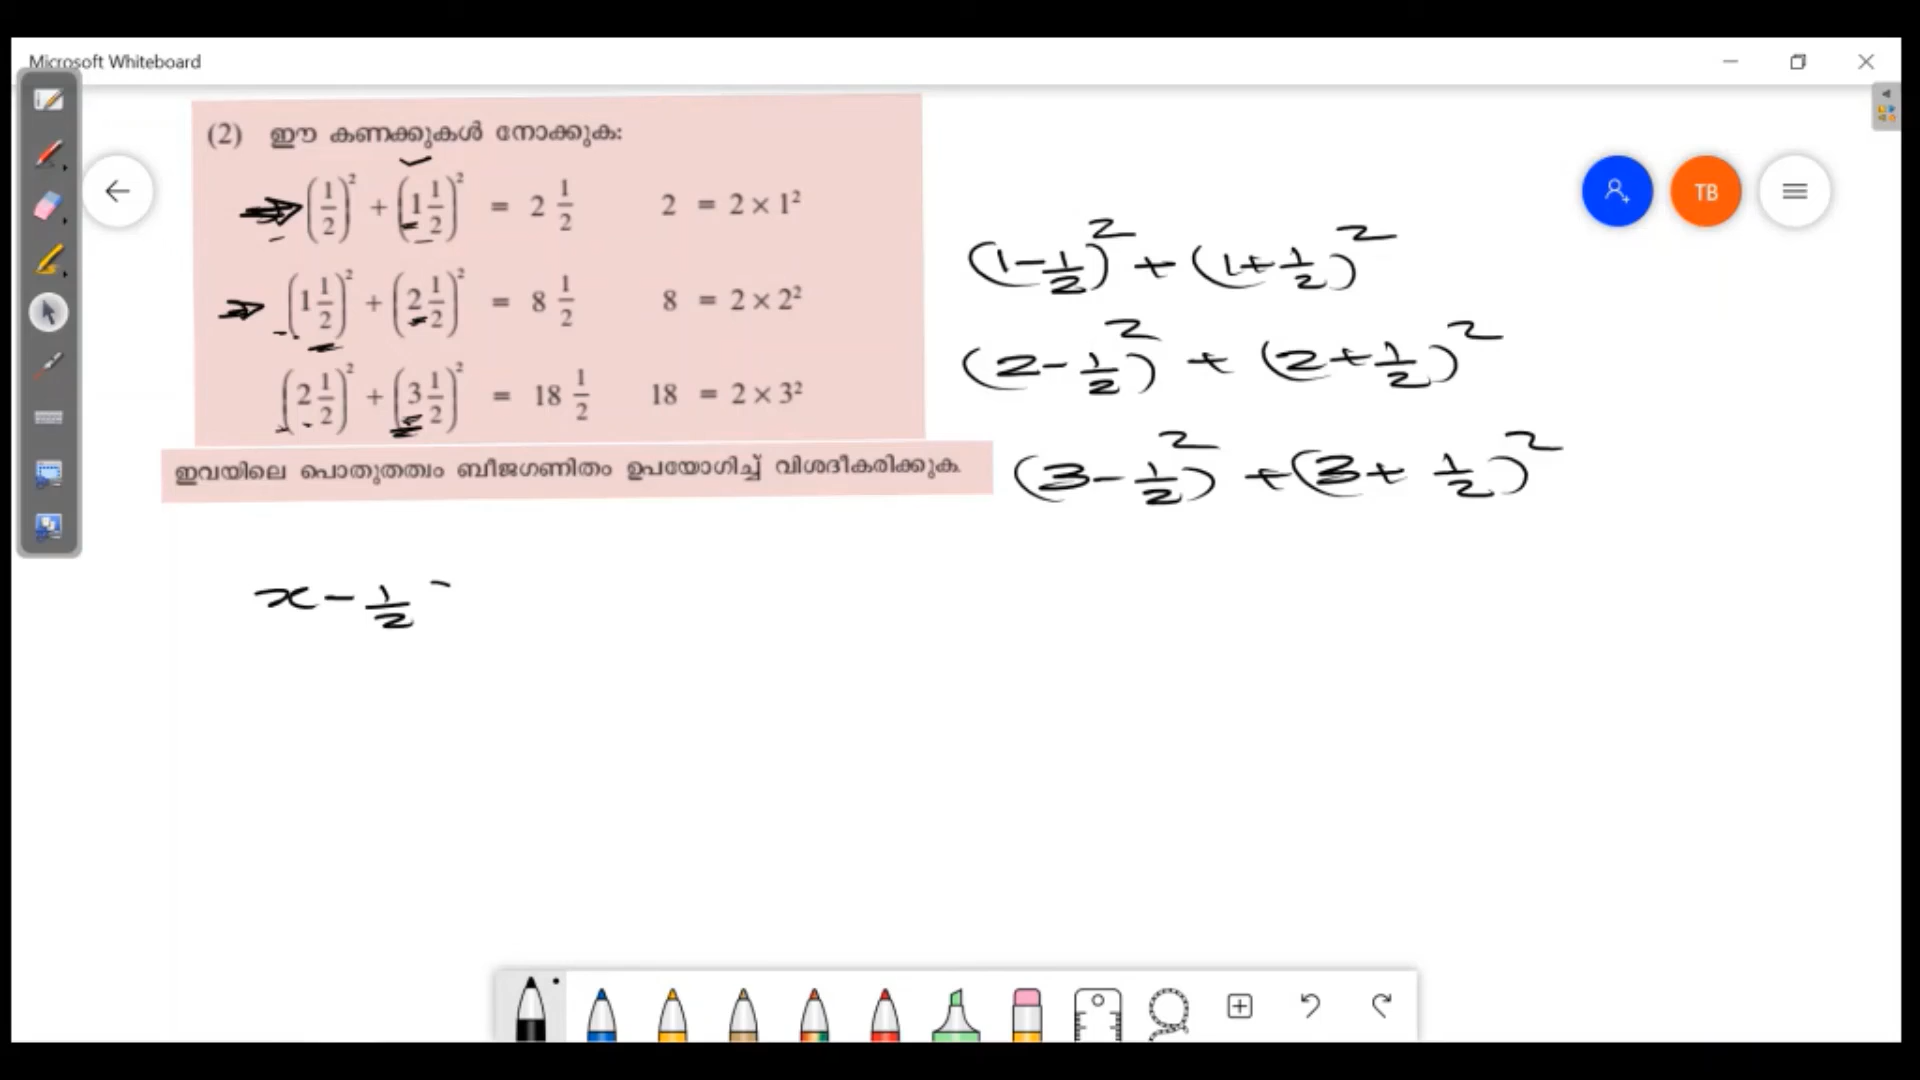 Microsoft Whiteboard
(2) ഈ കണക്കുകൾ നോക്കുക:
(1/2)² + (1 1/2)² = 2 1/2 2 = 2 × 1²
(1 1/2)² + (2 1/2)² = 8 1/2 8 = 2 × 2²
(2 1/2)² + (3 1/2)² = 18 1/2 18 = 2 × 3²
ഇവയിലെ പൊതുതത്വം ബീജഗണിതം ഉപയോഗിച്ച് വിശദീകരിക്കുക.
TB
(1-1/2)² + (1+1/2)²
(2-1/2)² + (2+1/2)²
(3-1/2)² + (3+1/2)²
x - 1/2